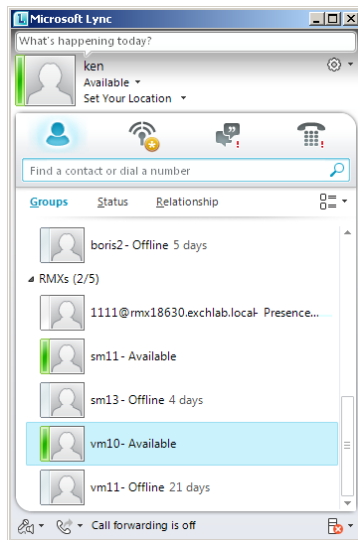 Microsoft Lync
What's happening today?
ken
Available
Set Your Location
Find a contact or dial a number
Groups Status Relationship
boris2 - Offline 5 days
RMXs (2/5)
1111@rmx18630.exchlab.local- Presence...
sm11 - Available
sm13 - Offline 4 days
vm10- Available
vm11 - Offline 21 days
Call forwarding is off